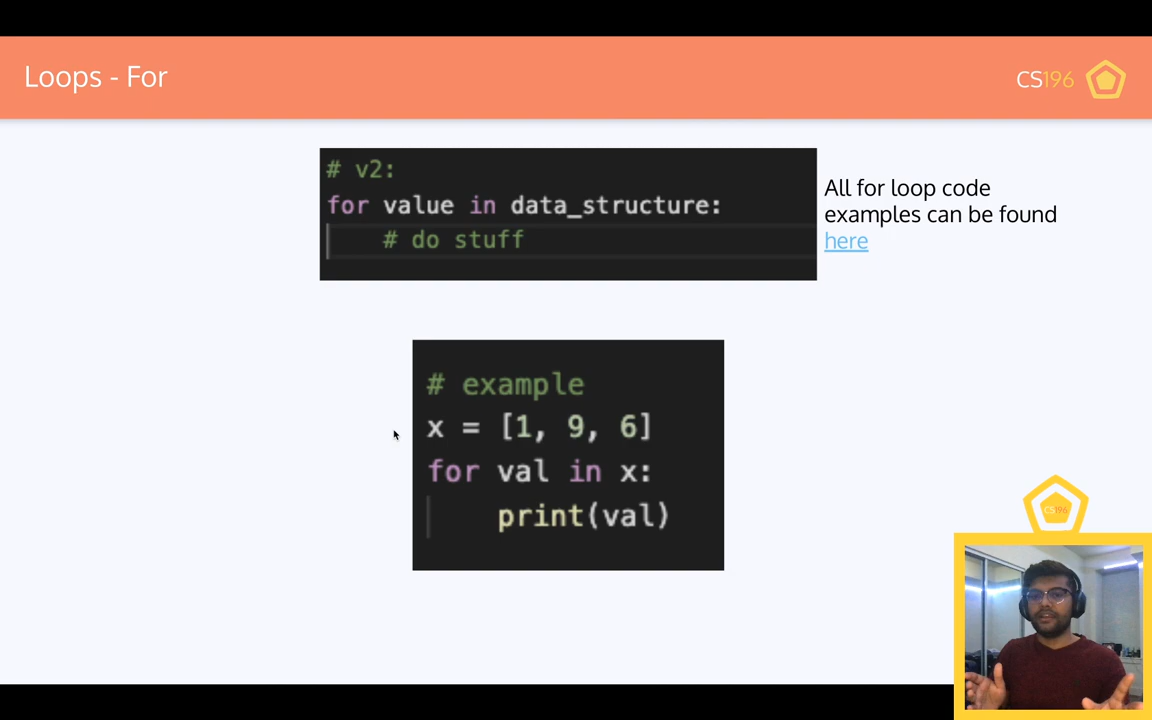 Loops - For
CS196
# v2:
for value in data_structure:
# do stuff
All for loop code
examples can be found
here
# example
x = [1, 9, 6]
for val in x:
print(val)
CS196